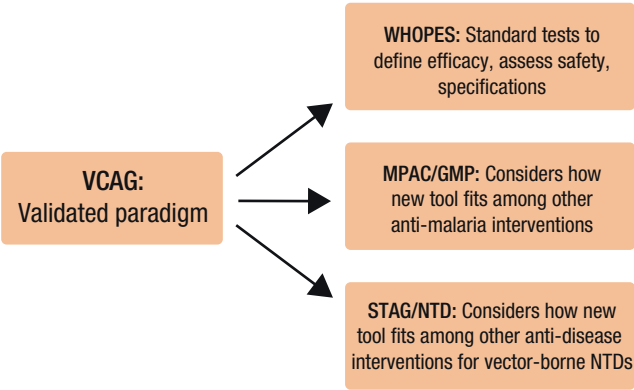 WHOPES: Standard tests to
define efficacy, assess safety,
specifications
VCAG:
Validated paradigm
MPAC/GMP: Considers how
new tool fits among other
anti-malaria interventions
STAG/NTD: Considers how new
tool fits among other anti-disease
interventions for vector-borne NTDs